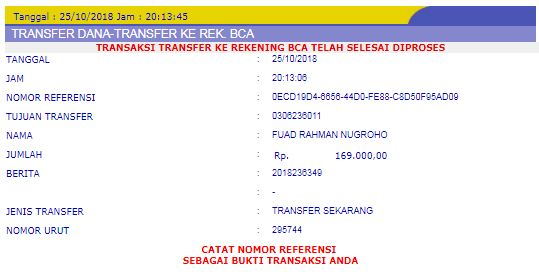 Tanggal : 25/10/2018 Jam : 20:13:45
TRANSFER DANA-TRANSFER KE REK. BCA
TRANSAKSI TRANSFER KE REKENING BCA TELAH SELESAI DIPROSES
TANGGAL : 25/10/2018
JAM : 20:13:06
NOMOR REFERENSI : 0ECD19D4-6656-44D0-FE88-C8D50F95AD09
TUJUAN TRANSFER : 0306236011
NAMA : FUAD RAHMAN NUGROHO
JUMLAH : Rp. 169.000,00
BERITA : 2018236349
: -
JENIS TRANSFER : TRANSFER SEKARANG
NOMOR URUT : 295744
CATAT NOMOR REFERENSI
SEBAGAI BUKTI TRANSAKSI ANDA